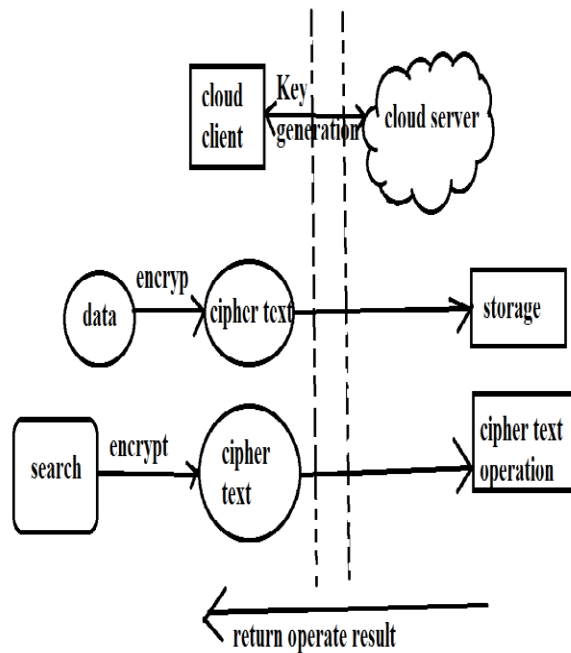 cloud
client
Key
generation
cloud server
data
encryp
cipher text
storage
search
encrypt
cipher
text
cipher text
operation
return operate result